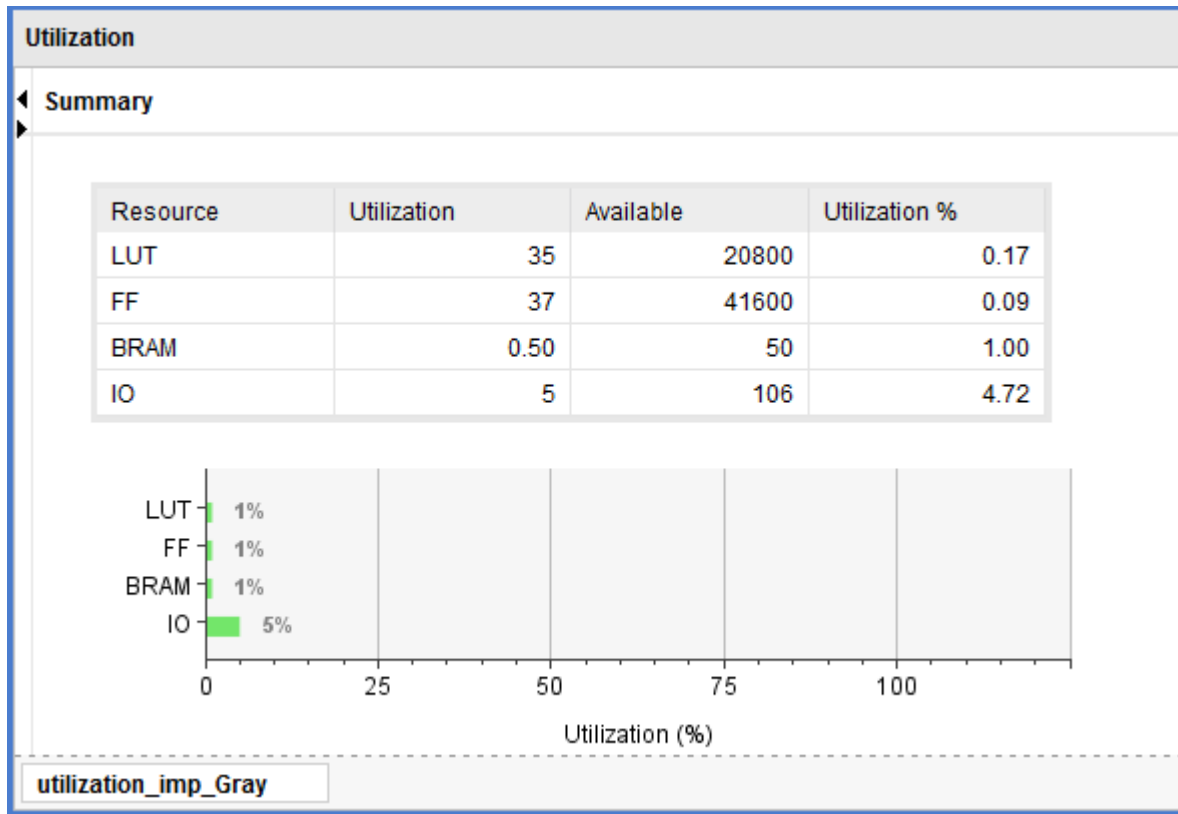 Utilization
Summary
Resource Utilization Available Utilization %
LUT 35 20800 0.17
FF 37 41600 0.09
BRAM 0.50 50 1.00
IO 5 106 4.72
LUT 1%
FF 1%
BRAM 1%
IO 5%
0 25 50 75 100
Utilization (%)
utilization_imp_Gray